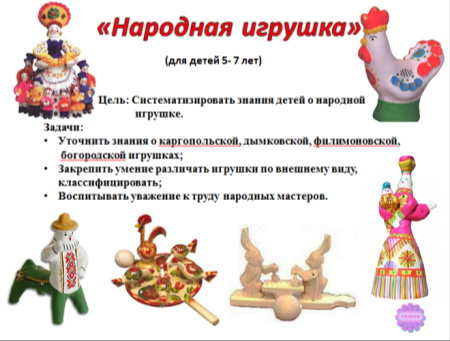 «Народная игрушка»
(для детей 5- 7 лет)
Цель: Систематизировать знания детей о народной
игрушке.
Задачи:
• Уточнить знания о каргопольской, дымковской, филимоновской,
богородской игрушках;
• Закрепить умение различать игрушки по внешнему виду,
классифицировать;
• Воспитывать уважение к труду народных мастеров.